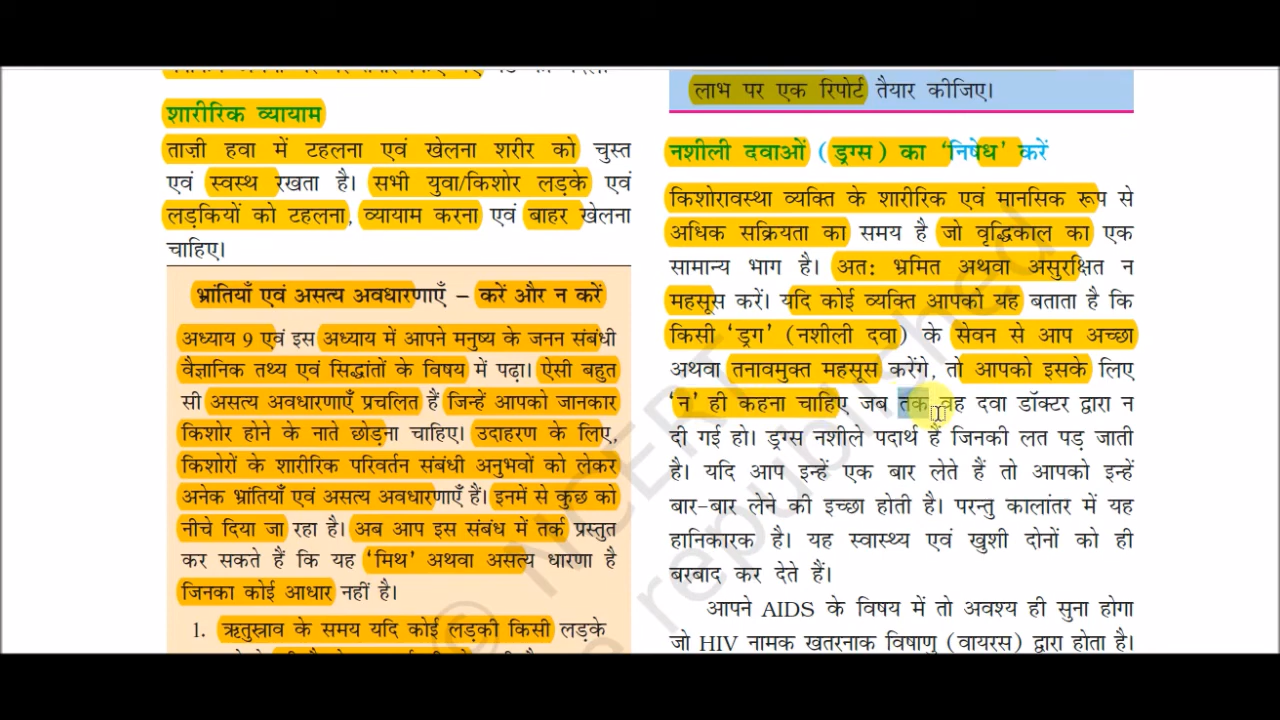 शारीरिक व्यायाम
ताज़ी हवा में टहलना एवं खेलना शरीर को चुस्त
एवं स्वस्थ रखता है। सभी युवा/किशोर लड़के एवं
लड़कियों को टहलना, व्यायाम करना एवं बाहर खेलना
चाहिए।
भ्रांतियाँ एवं असत्य अवधारणाएँ – करें और न करें
अध्याय 9 एवं इस अध्याय में आपने मनुष्य के जनन संबंधी
वैज्ञानिक तथ्य एवं सिद्धांतों के विषय में पढ़ा। ऐसी बहुत
सी असत्य अवधारणाएँ प्रचलित हैं जिन्हें आपको जानकार
किशोर होने के नाते छोड़ना चाहिए। उदाहरण के लिए,
किशोरों के शारीरिक परिवर्तन संबंधी अनुभवों को लेकर
अनेक भ्रांतियाँ एवं असत्य अवधारणाएँ हैं। इनमें से कुछ को
नीचे दिया जा रहा है। अब आप इस संबंध में तर्क प्रस्तुत
कर सकते हैं कि यह 'मिथ' अथवा असत्य धारणा है
जिनका कोई आधार नहीं है।
1. ऋतुस्राव के समय यदि कोई लड़की किसी लड़के
लाभ पर एक रिपोर्ट तैयार कीजिए।
नशीली दवाओं (ड्रग्स) का 'निषेध' करें
किशोरावस्था व्यक्ति के शारीरिक एवं मानसिक रूप से
अधिक सक्रियता का समय है जो वृद्धिकाल का एक
सामान्य भाग है। अतः भ्रमित अथवा असुरक्षित न
महसूस करें। यदि कोई व्यक्ति आपको यह बताता है कि
किसी 'ड्रग' (नशीली दवा) के सेवन से आप अच्छा
अथवा तनावमुक्त महसूस करेंगे, तो आपको इसके लिए
'न' ही कहना चाहिए जब तक वह दवा डॉक्टर द्वारा न
दी गई हो। ड्रग्स नशीले पदार्थ हैं जिनकी लत पड़ जाती
है। यदि आप इन्हें एक बार लेते हैं तो आपको इन्हें
बार-बार लेने की इच्छा होती है। परन्तु कालांतर में यह
हानिकारक है। यह स्वास्थ्य एवं खुशी दोनों को ही
बरबाद कर देते हैं।
आपने AIDS के विषय में तो अवश्य ही सुना होगा
जो HIV नामक खतरनाक विषाणु (वायरस) द्वारा होता है।
© NCERT
republished